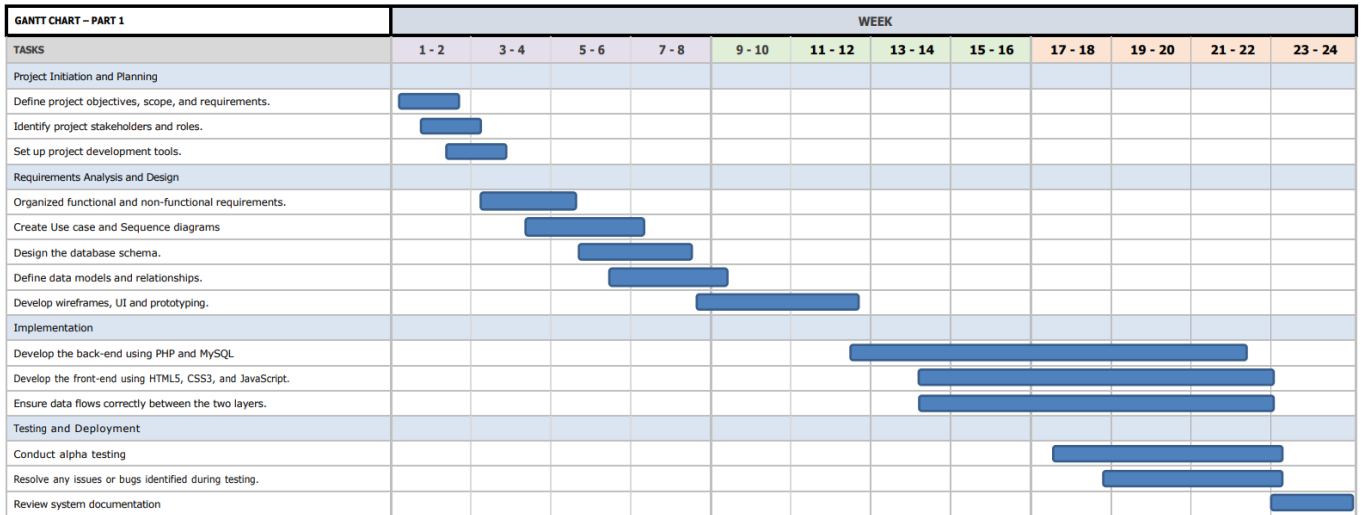 GANTT CHART – PART 1 WEEK
TASKS 1 - 2 3 - 4 5 - 6 7 - 8 9 - 10 11 - 12 13 - 14 15 - 16 17 - 18 19 - 20 21 - 22 23 - 24
Project Initiation and Planning
Define project objectives, scope, and requirements.
Identify project stakeholders and roles.
Set up project development tools.
Requirements Analysis and Design
Organized functional and non-functional requirements.
Create Use case and Sequence diagrams
Design the database schema.
Define data models and relationships.
Develop wireframes, UI and prototyping.
Implementation
Develop the back-end using PHP and MySQL
Develop the front-end using HTML5, CSS3, and JavaScript.
Ensure data flows correctly between the two layers.
Testing and Deployment
Conduct alpha testing
Resolve any issues or bugs identified during testing.
Review system documentation